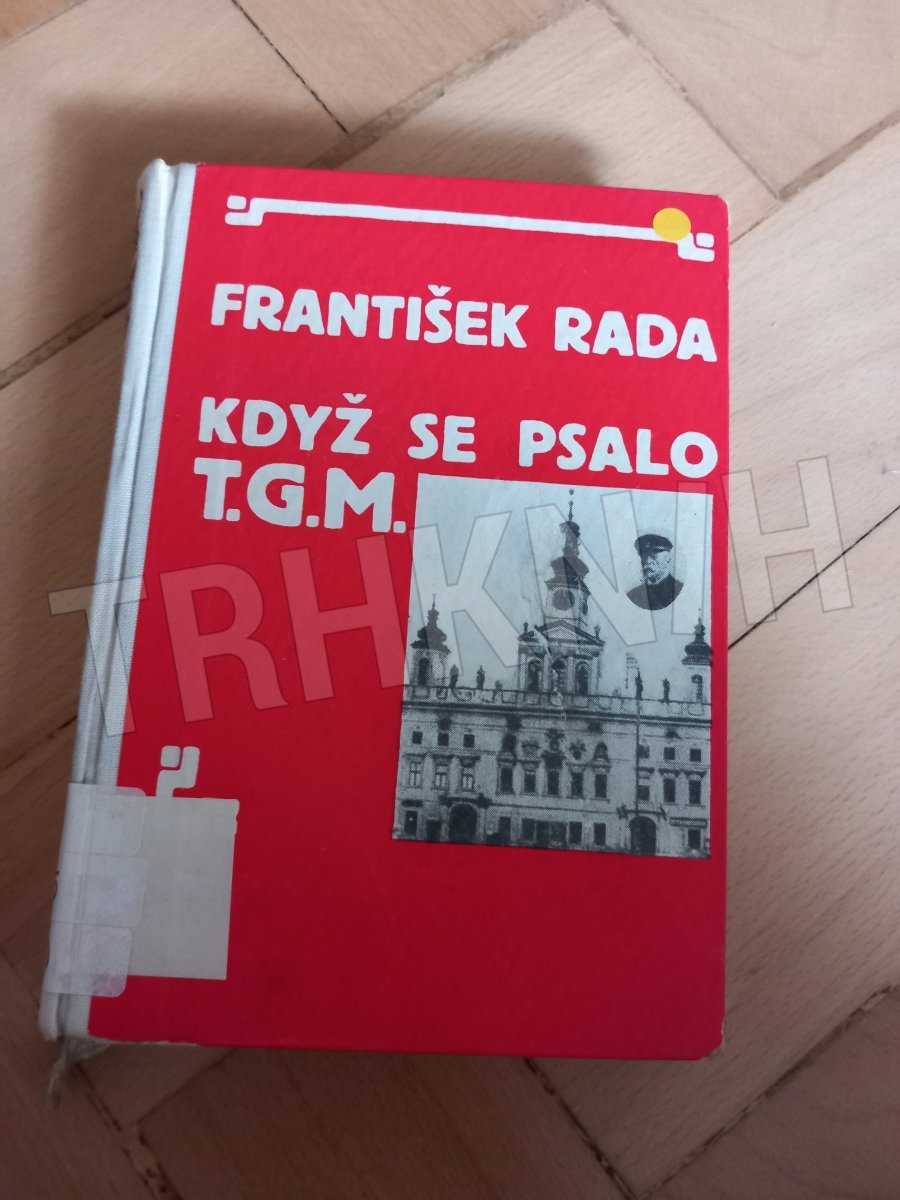 FRANTIŠEK RADA
KDYŽ SE PSALO
T.G.M.
TRHKNIH